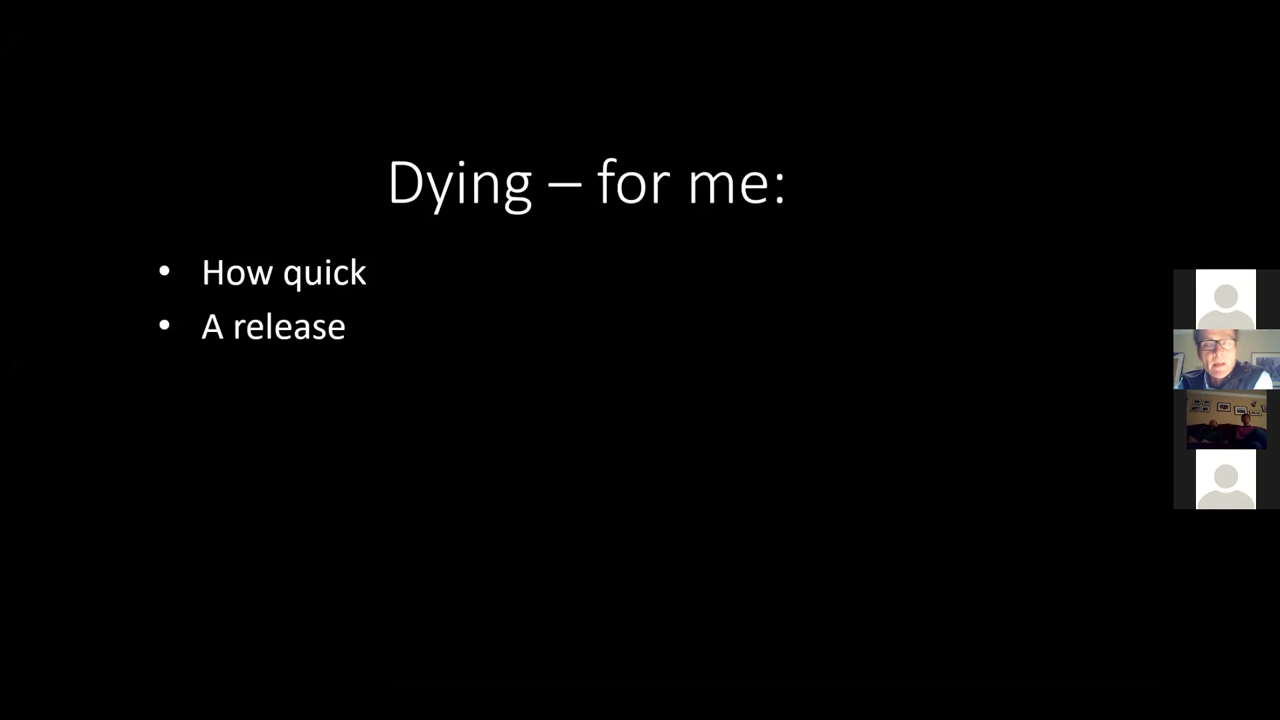 Dying – for me:
• How quick
• A release